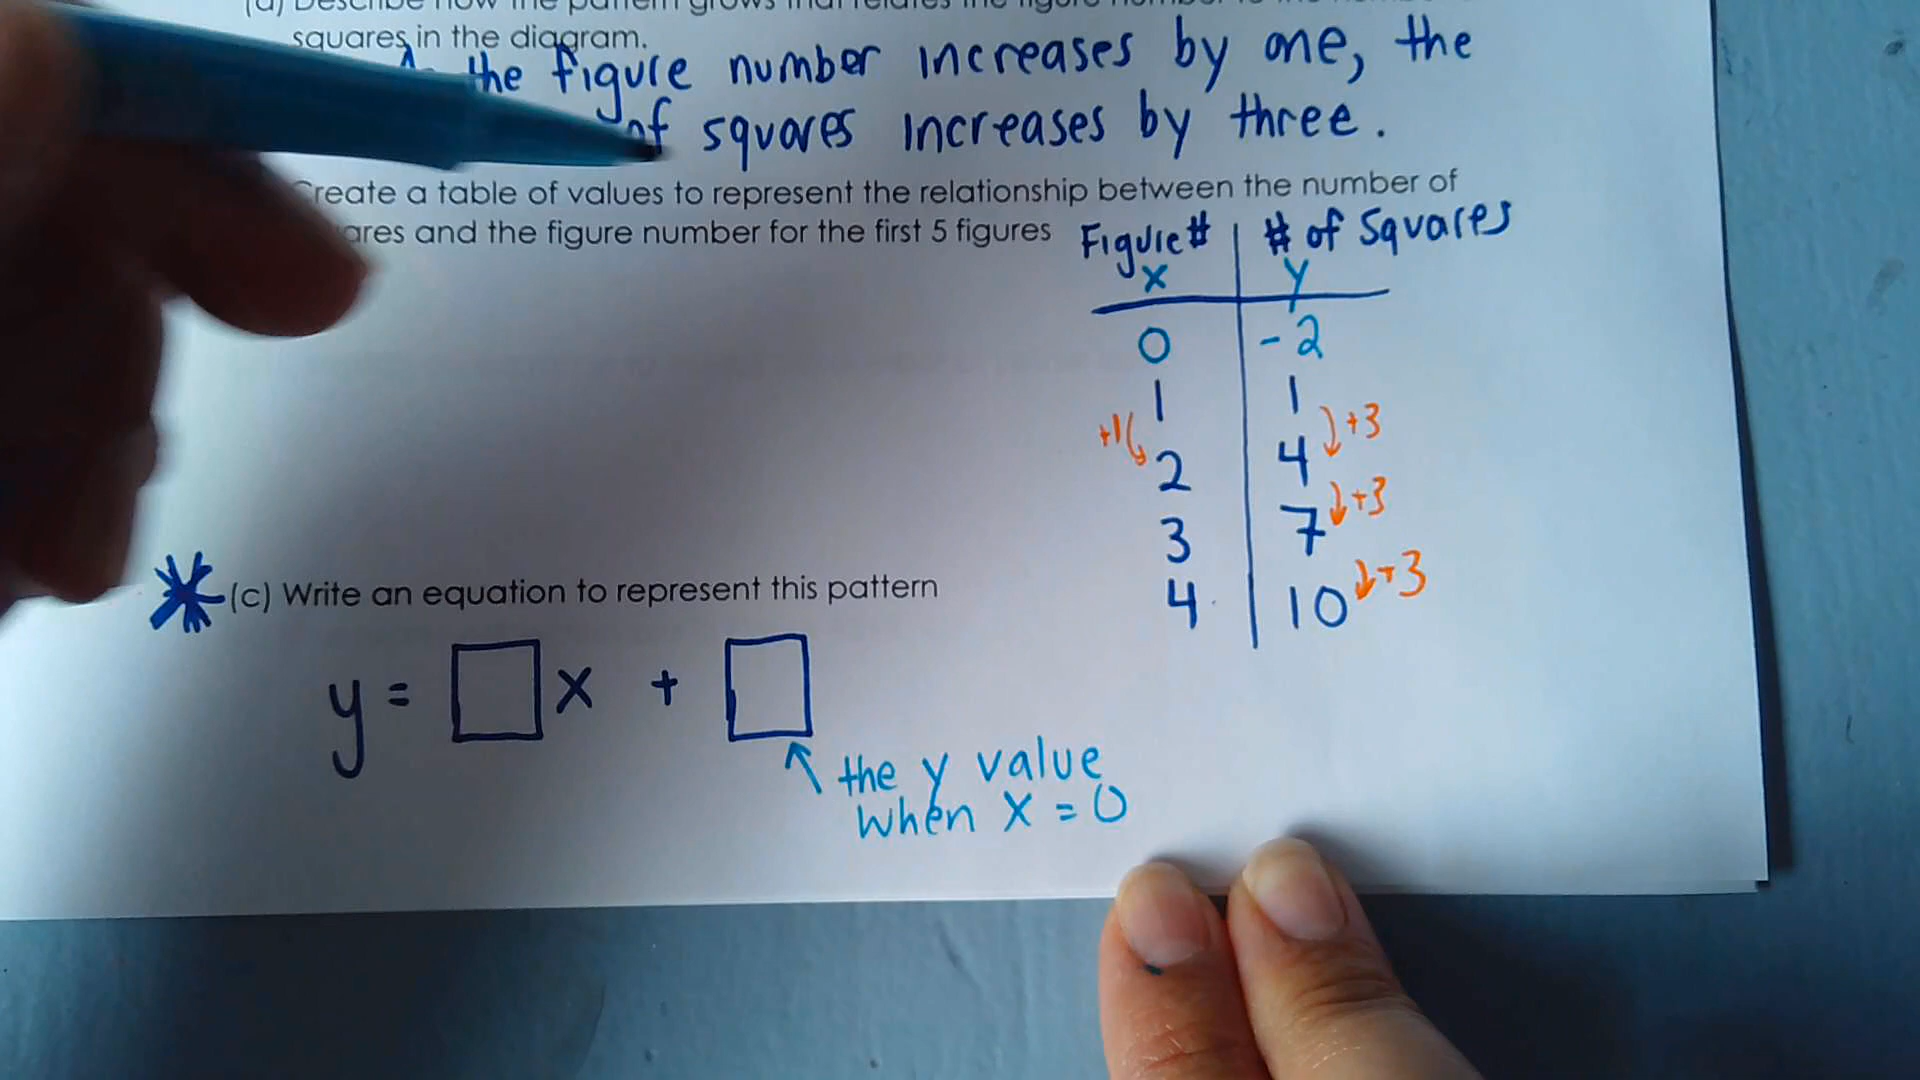 squares in the diagram.
the figure number increases by one, the
of squares increases by three.
Create a table of values to represent the relationship between the number of
and the figure number for the first 5 figures
Figure # # of Squares
x y
0 -2
1 1
+1 +3
2 4
+3
3 7
+3
4 10
(c) Write an equation to represent this pattern
y = x +
the y value
when x = 0